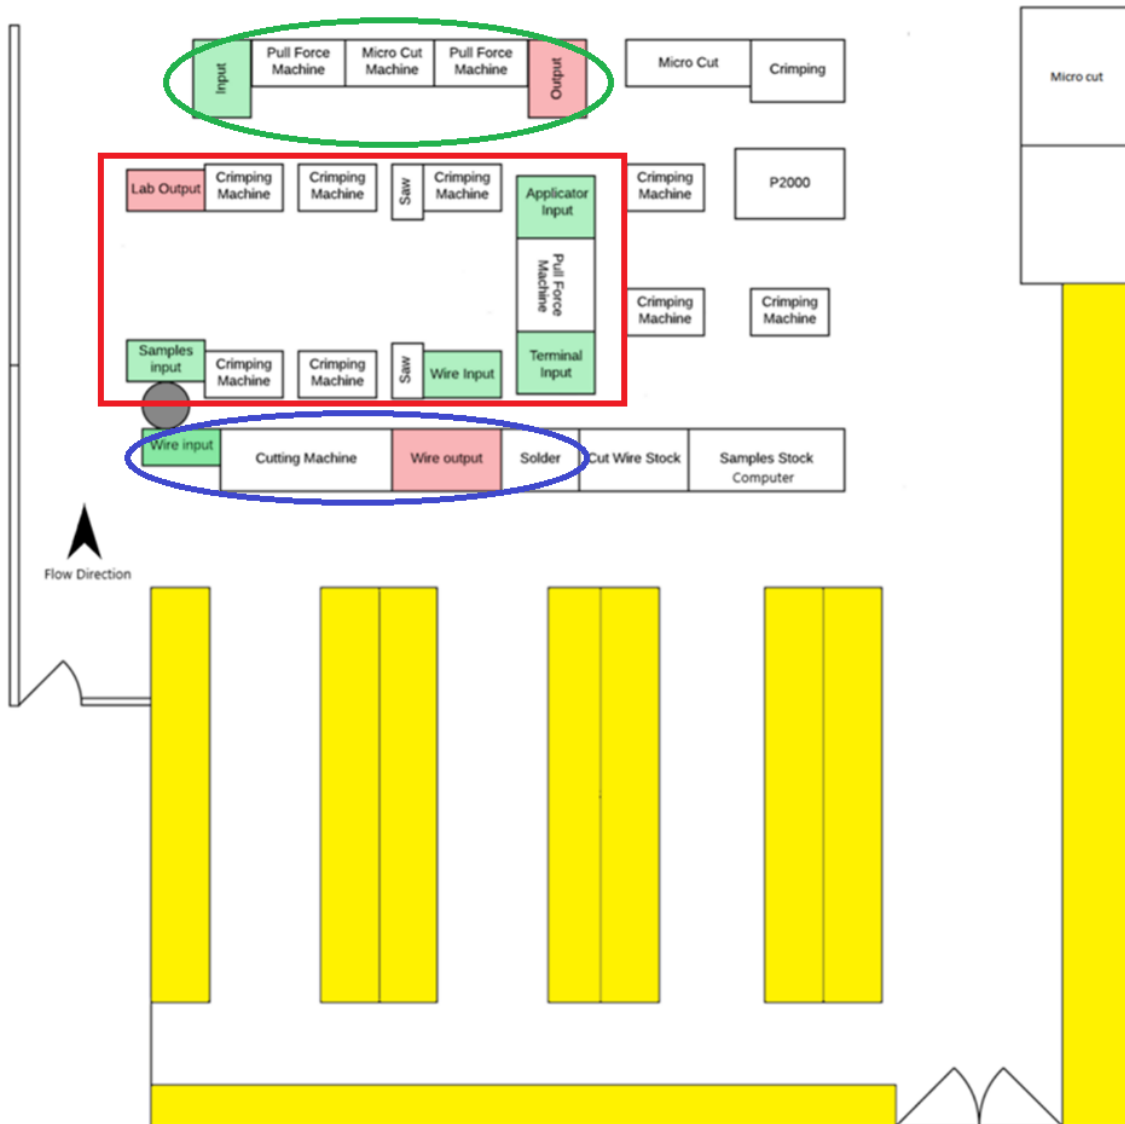 Input
Pull Force
Machine
Micro Cut
Machine
Pull Force
Machine
Output
Micro Cut
Crimping
Micro cut
Lab Output
Crimping
Machine
Crimping
Machine
Saw
Crimping
Machine
Applicator
Input
Crimping
Machine
P2000
Pull Force
Machine
Crimping
Machine
Crimping
Machine
Samples
input
Crimping
Machine
Crimping
Machine
Saw
Wire Input
Terminal
Input
Wire input
Cutting Machine
Wire output
Solder
Cut Wire Stock
Samples Stock
Computer
Flow Direction